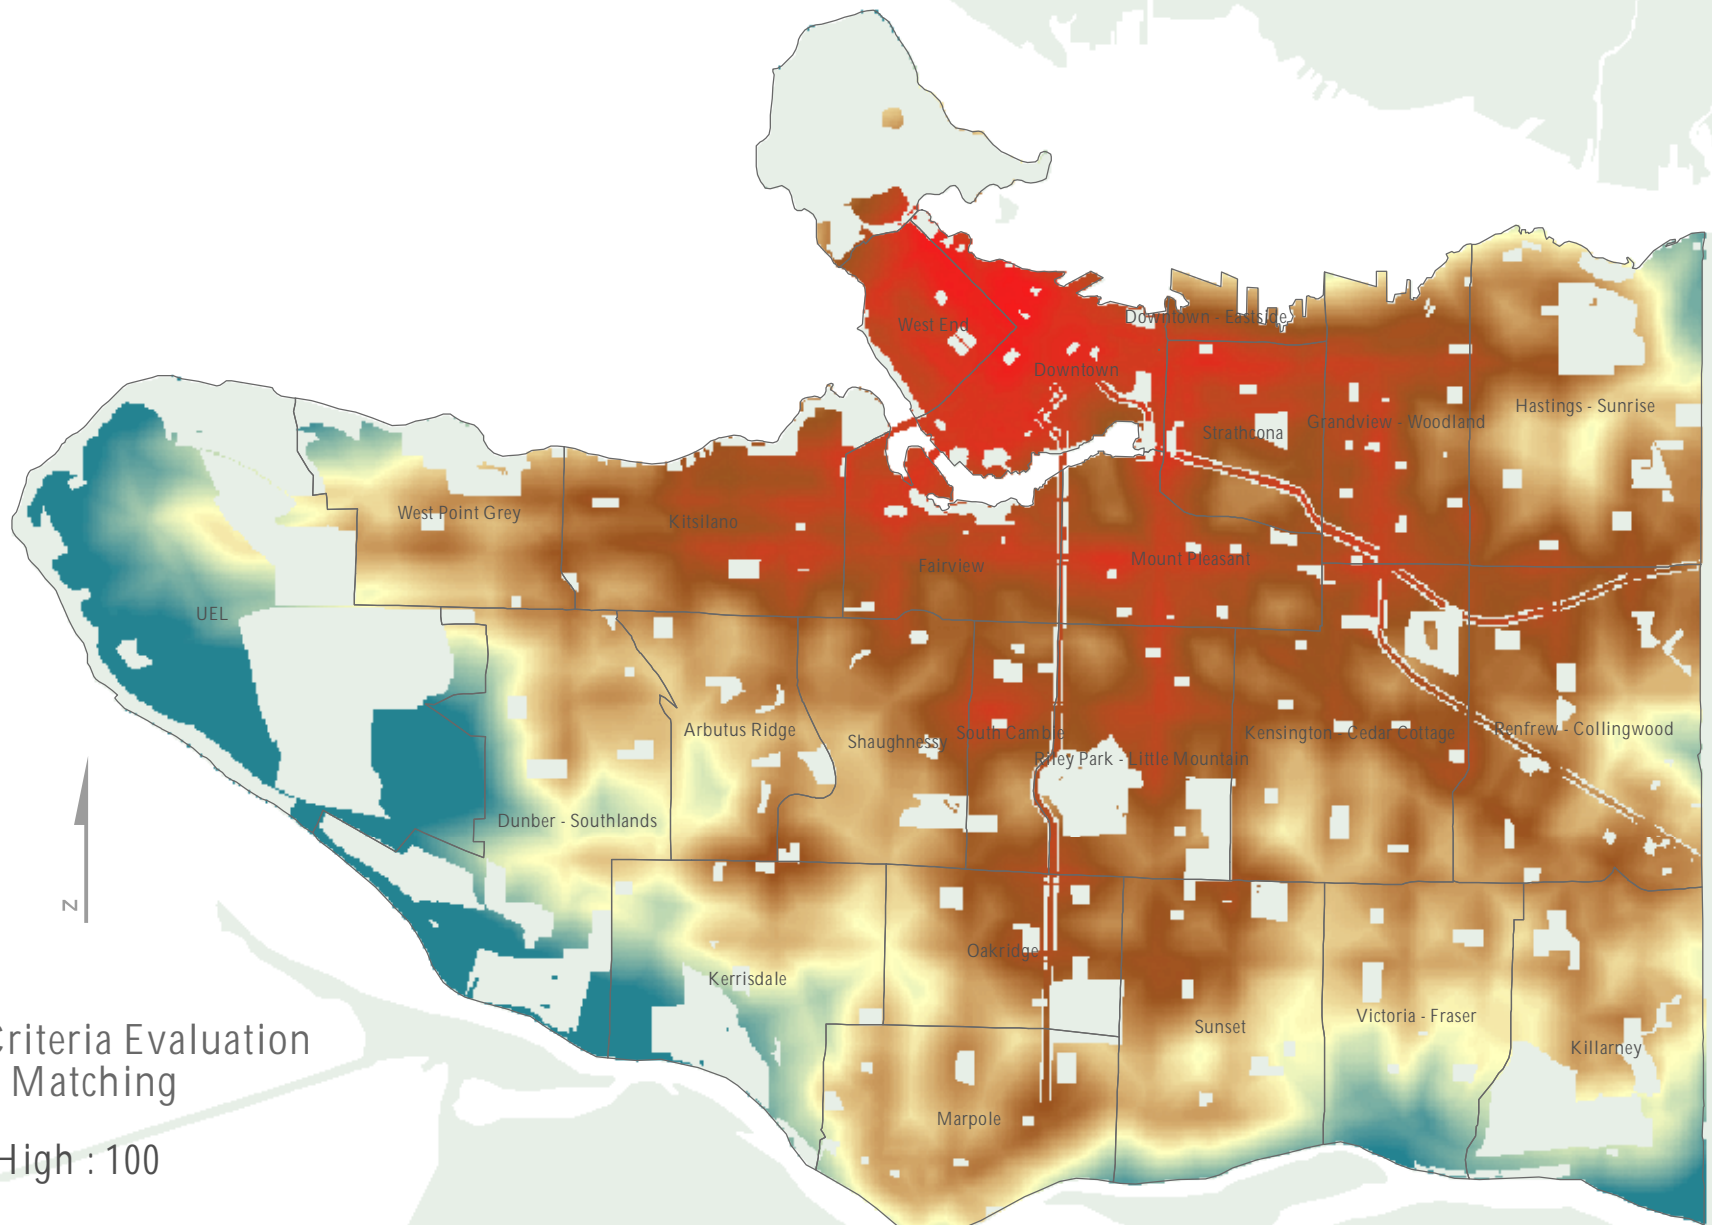 West End
Downtown - Eastside
Downtown
Hastings - Sunrise
Grandview - Woodland
Strathcona
West Point Grey
Kitsilano
Mount Pleasant
Fairview
UEL
Arbutus Ridge
Shaughnessy
South Cambie
Kensington - Cedar Cottage
Renfrew - Collingwood
Riley Park - Little Mountain
Dunber - Southlands
N
Oakridge
Kerrisdale
Victoria - Fraser
Sunset
Killarney
Criteria Evaluation
Matching
Marpole
High : 100